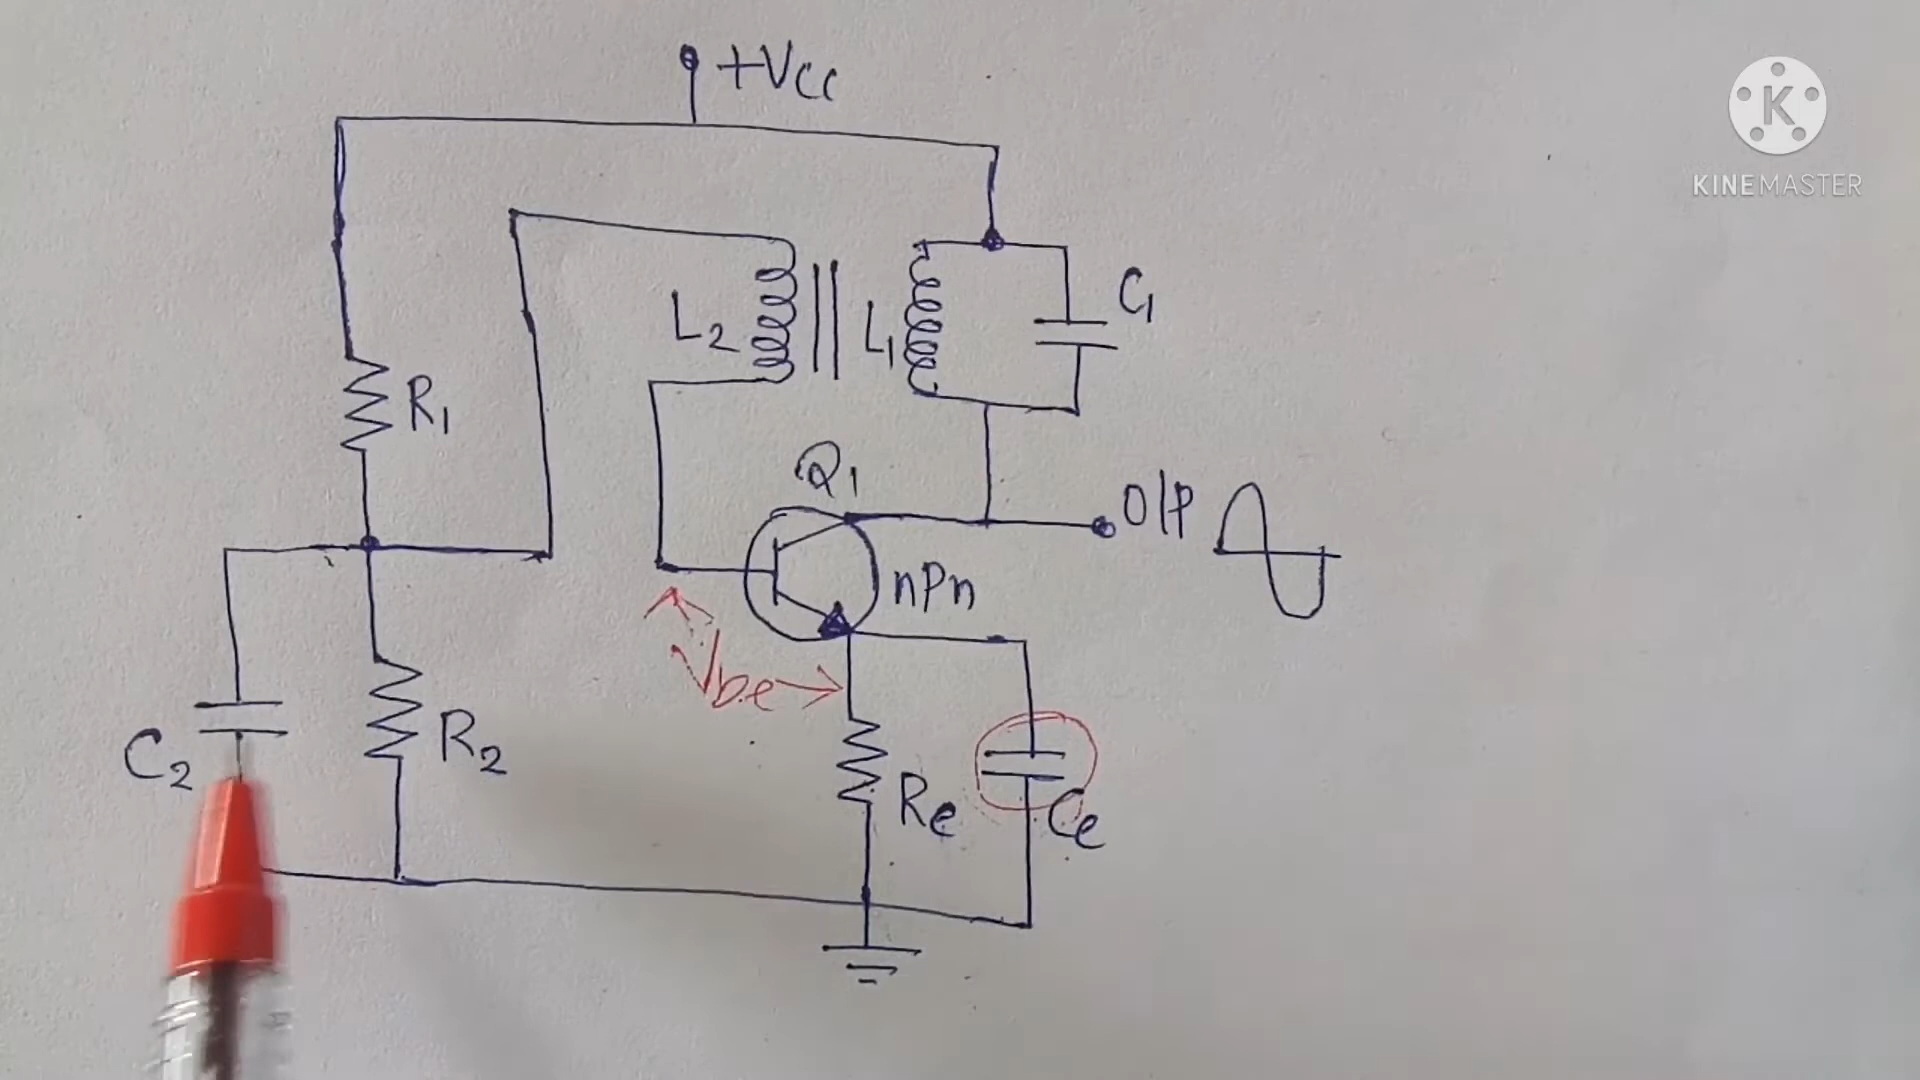 +Vcc
K
KINEMASTER
C1
L2
L1
R1
Q1
O/P
nPn
Vbe
C2
R2
Re
Ce